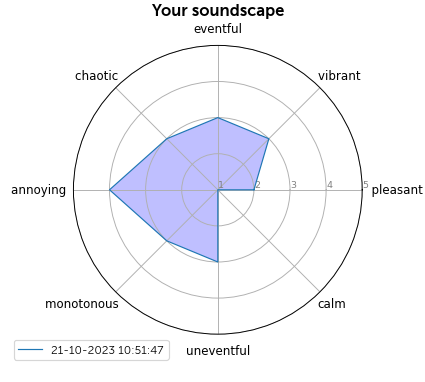 Your soundscape
eventful
chaotic
vibrant
annoying
1
2
3
4
5
pleasant
monotonous
calm
21-10-2023 10:51:47
uneventful